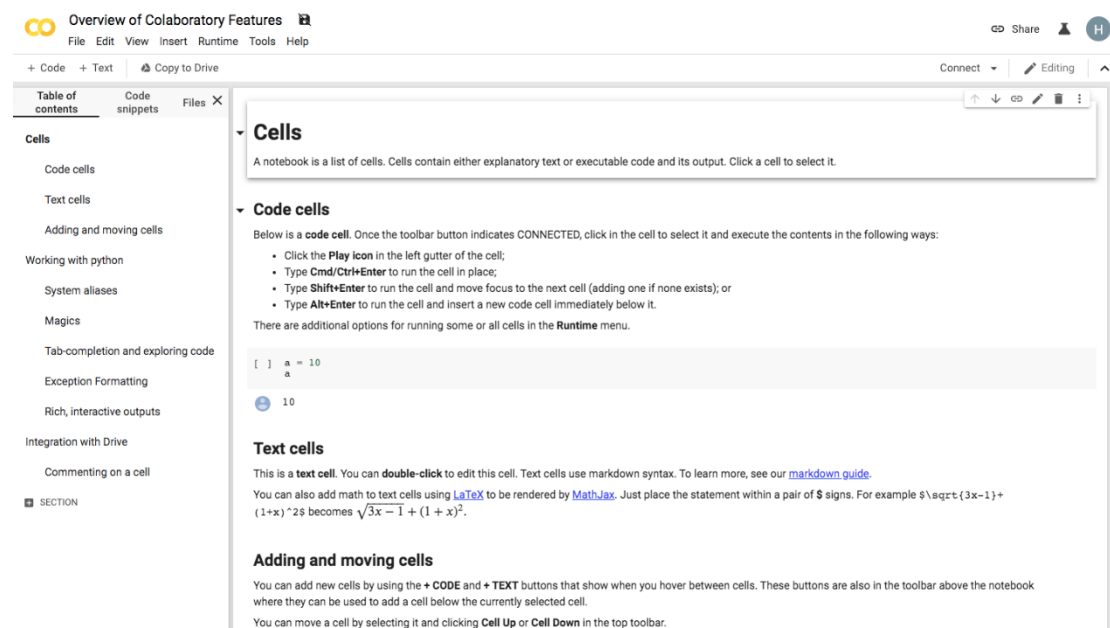 Overview of Colaboratory Features
File Edit View Insert Runtime Tools Help
Share
H
+ Code + Text Copy to Drive
Connect
Editing
Table of contents
Code snippets
Files
Cells
Code cells
Text cells
Adding and moving cells
Working with python
System aliases
Magics
Tab-completion and exploring code
Exception Formatting
Rich, interactive outputs
Integration with Drive
Commenting on a cell
SECTION
Cells
A notebook is a list of cells. Cells contain either explanatory text or executable code and its output. Click a cell to select it.
Code cells
Below is a code cell. Once the toolbar button indicates CONNECTED, click in the cell to select it and execute the contents in the following ways:
• Click the Play icon in the left gutter of the cell;
• Type Cmd/Ctrl+Enter to run the cell in place;
• Type Shift+Enter to run the cell and move focus to the next cell (adding one if none exists); or
• Type Alt+Enter to run the cell and insert a new code cell immediately below it.
There are additional options for running some or all cells in the Runtime menu.
[ ] a = 10
a
10
Text cells
This is a text cell. You can double-click to edit this cell. Text cells use markdown syntax. To learn more, see our markdown guide.
You can also add math to text cells using LaTeX to be rendered by MathJax. Just place the statement within a pair of $ signs. For example $\sqrt{3x-1}+
(1+x)^2$ becomes √3x − 1 + (1 + x)².
Adding and moving cells
You can add new cells by using the + CODE and + TEXT buttons that show when you hover between cells. These buttons are also in the toolbar above the notebook
where they can be used to add a cell below the currently selected cell.
You can move a cell by selecting it and clicking Cell Up or Cell Down in the top toolbar.